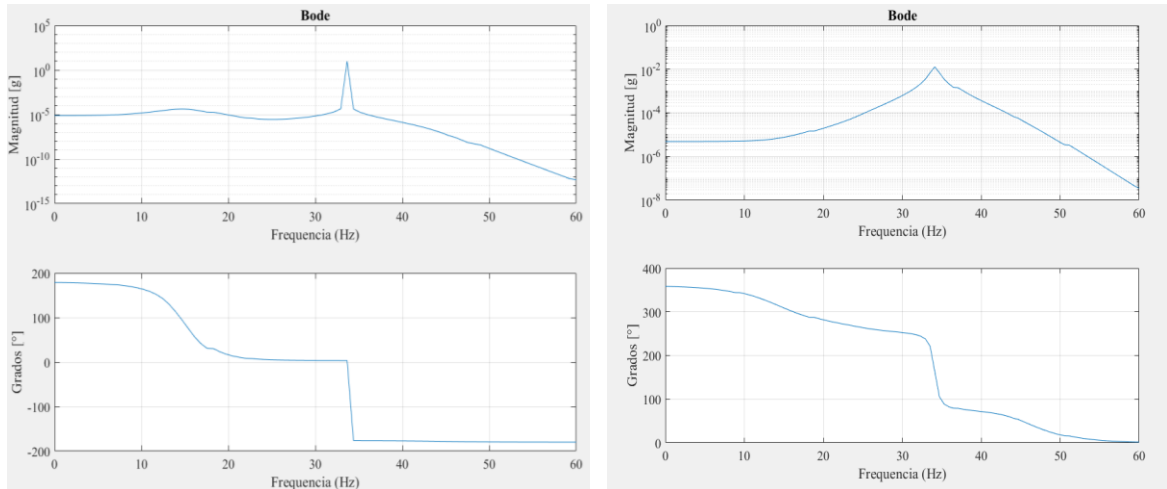 Bode
Magnitud [g]
10^5
10^0
10^-5
10^-10
10^-15
0 10 20 30 40 50 60
Frequencia (Hz)
Grados [°]
200
100
0
-100
-200
0 10 20 30 40 50 60
Frequencia (Hz)
Bode
Magnitud [g]
10^0
10^-2
10^-4
10^-6
10^-8
0 10 20 30 40 50 60
Frequencia (Hz)
Grados [°]
400
300
200
100
0
0 10 20 30 40 50 60
Frequencia (Hz)